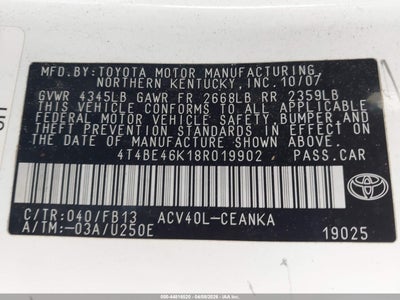 MFD.BY:TOYOTA MOTOR MANUFACTURING,
NORTHERN KENTUCKY,INC. 10/07
GVWR 4345LB GAWR FR 2668LB RR 2359LB
THIS VEHICLE CONFORMS TO ALL APPLICABLE
FEDERAL MOTOR VEHICLE SAFETY,BUMPER,AND
THEFT PREVENTION STANDARDS IN EFFECT ON
THE DATE OF MANUFACTURE SHOWN ABOVE.
4T4BE46K18R019902 PASS.CAR
TOYOTA
C/TR:040/FB13 ACV40L-CEANKA
A/TM:-03A/U250E 19025